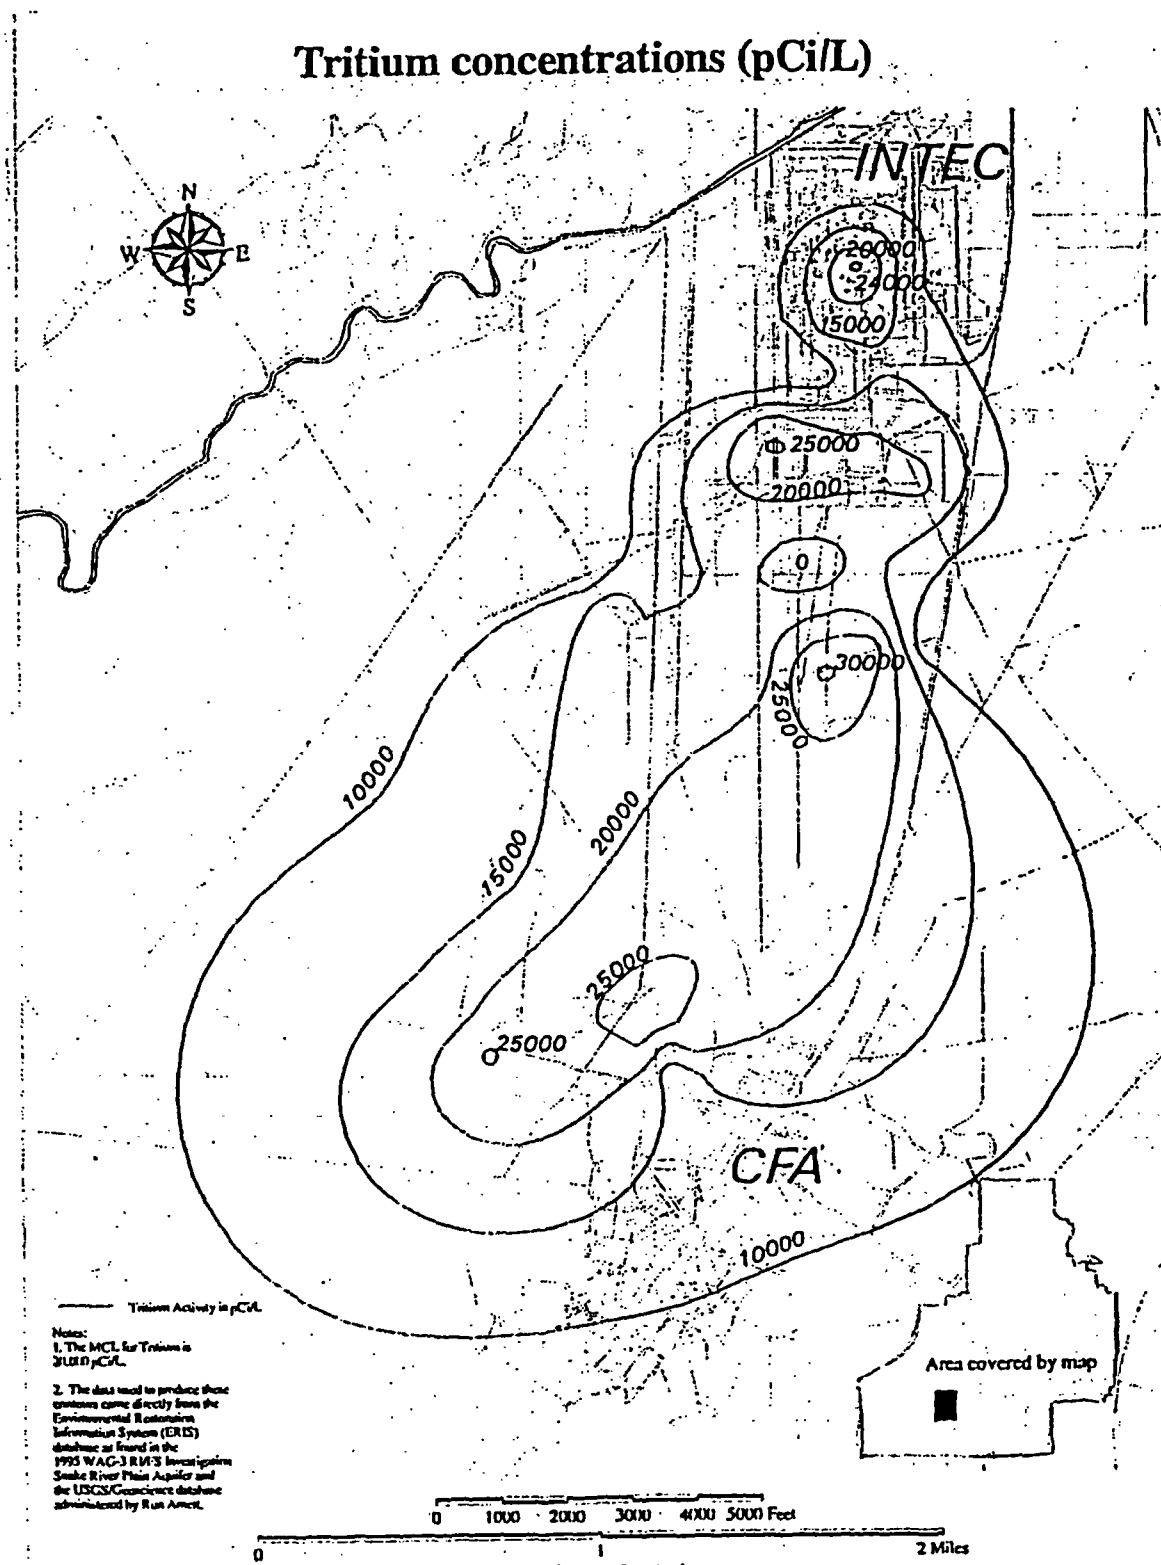 Tritium concentrations (pCi/L)
INTEC
N
W E
S
20000
24000
15000
25000
20000
0
30000
25000
10000
20000
15000
25000
25000
CFA
10000
Tritium Activity in pCi/L
Notes:
1. The MCL for Tritium is
pCi/L.
2. The data used to produce these
contours came directly from the
Environmental Restoration
Information System (ERIS)
database as found in the
1995 WAG-3 RI/FS Investigation
Snake River Plain Aquifer and
the USGS/Geoscience database
administered by Ron Arnett.
Area covered by map
0 1000 2000 3000 4000 5000 Feet
0 1 2 Miles